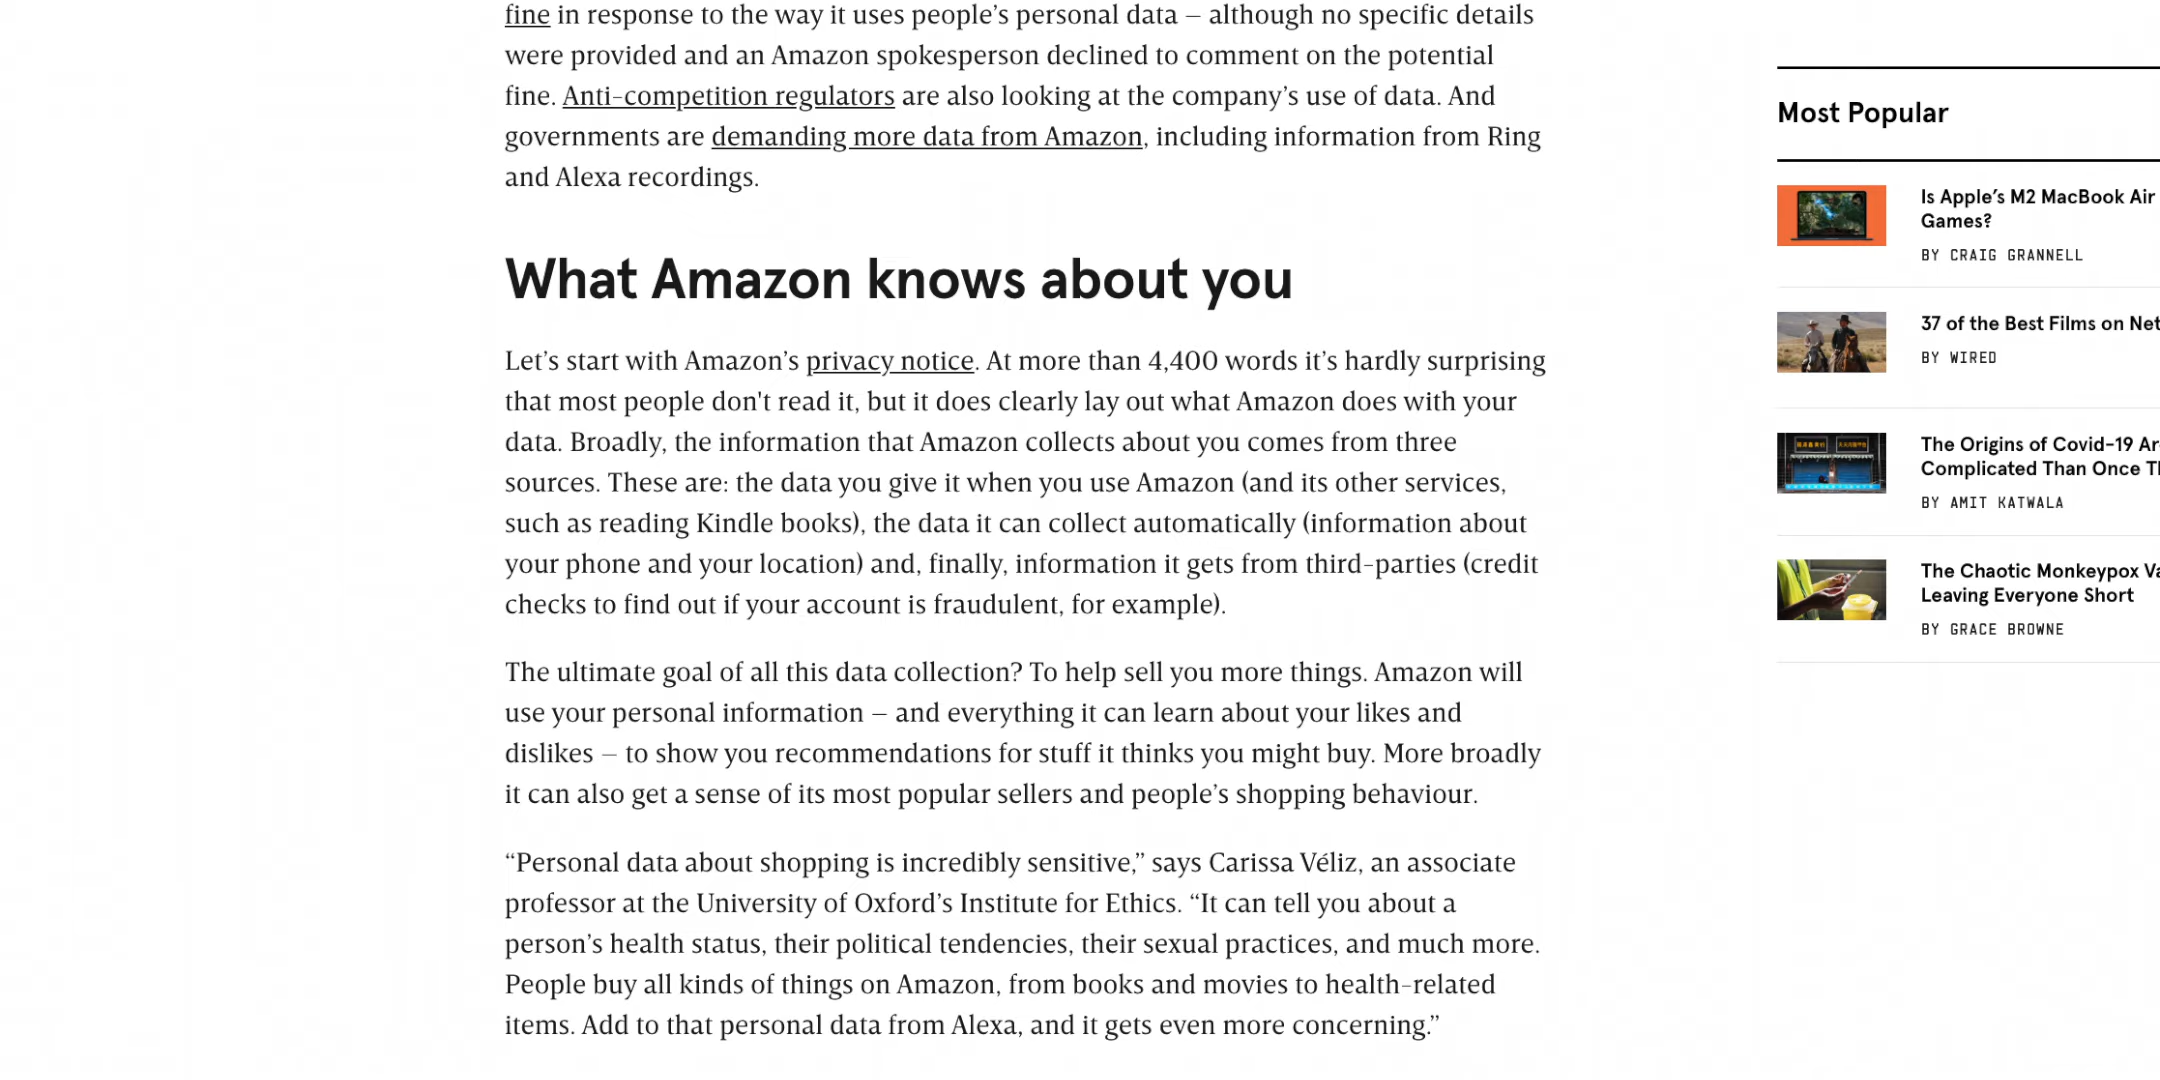 fine in response to the way it uses people’s personal data – although no specific details
were provided and an Amazon spokesperson declined to comment on the potential
fine. Anti-competition regulators are also looking at the company’s use of data. And
governments are demanding more data from Amazon, including information from Ring
and Alexa recordings.
What Amazon knows about you
Let’s start with Amazon’s privacy notice. At more than 4,400 words it’s hardly surprising
that most people don't read it, but it does clearly lay out what Amazon does with your
data. Broadly, the information that Amazon collects about you comes from three
sources. These are: the data you give it when you use Amazon (and its other services,
such as reading Kindle books), the data it can collect automatically (information about
your phone and your location) and, finally, information it gets from third-parties (credit
checks to find out if your account is fraudulent, for example).
The ultimate goal of all this data collection? To help sell you more things. Amazon will
use your personal information – and everything it can learn about your likes and
dislikes – to show you recommendations for stuff it thinks you might buy. More broadly
it can also get a sense of its most popular sellers and people’s shopping behaviour.
“Personal data about shopping is incredibly sensitive,” says Carissa Véliz, an associate
professor at the University of Oxford’s Institute for Ethics. “It can tell you about a
person’s health status, their political tendencies, their sexual practices, and much more.
People buy all kinds of things on Amazon, from books and movies to health-related
items. Add to that personal data from Alexa, and it gets even more concerning.”
Most Popular
Is Apple’s M2 MacBook Air
Games?
BY CRAIG GRANNELL
37 of the Best Films on Net
BY WIRED
The Origins of Covid-19 Ar
Complicated Than Once T
BY AMIT KATWALA
The Chaotic Monkeypox Va
Leaving Everyone Short
BY GRACE BROWNE